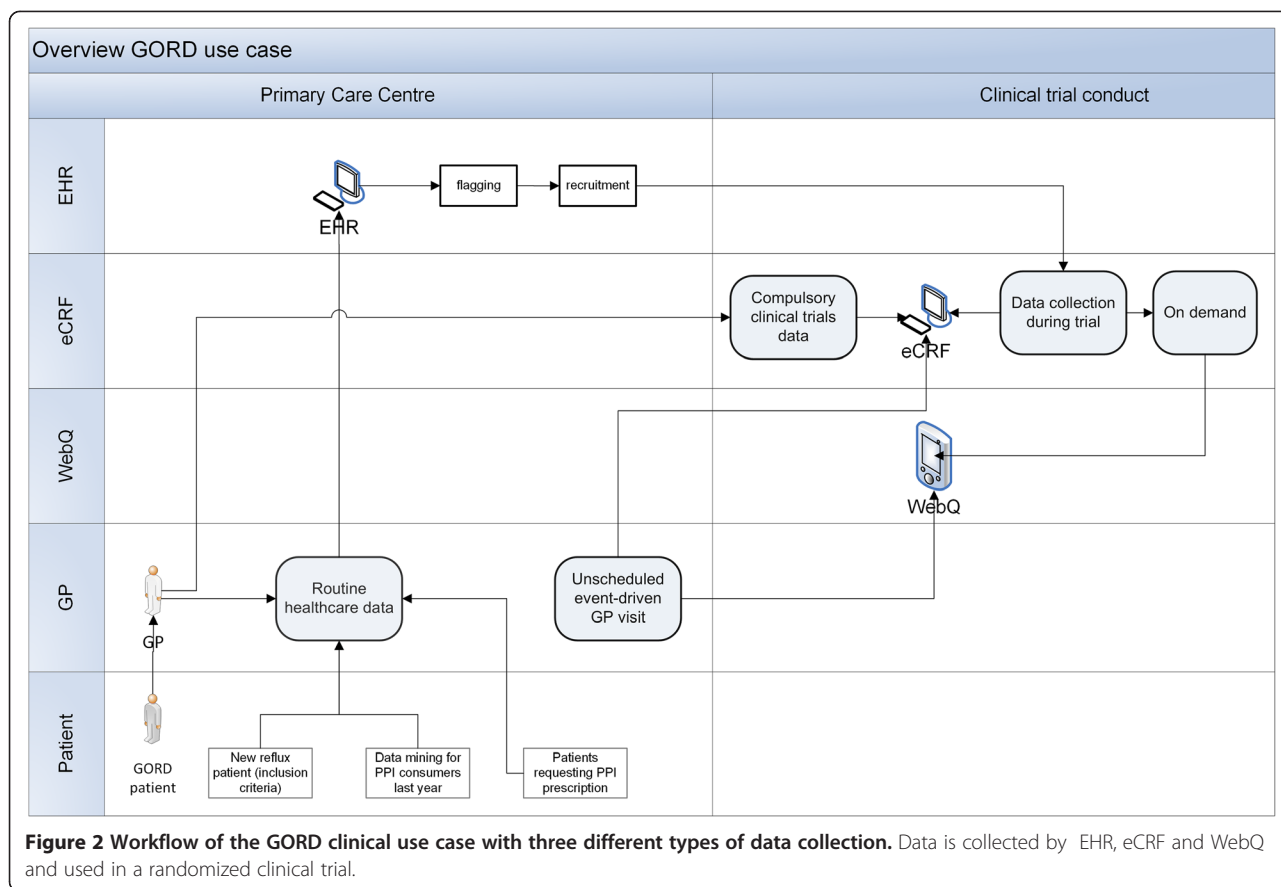 Overview GORD use case
Primary Care Centre
Clinical trial conduct
EHR
EHR
flagging
recruitment
eCRF
Compulsory
clinical trials
data
eCRF
Data collection
during trial
On demand
WebQ
WebQ
GP
GP
Routine
healthcare data
Unscheduled
event-driven
GP visit
Patient
GORD
patient
New reflux
patient (inclusion
criteria)
Data mining for
PPI consumers
last year
Patients
requesting PPI
prescription
Figure 2 Workflow of the GORD clinical use case with three different types of data collection. Data is collected by EHR, eCRF and WebQ
and used in a randomized clinical trial.